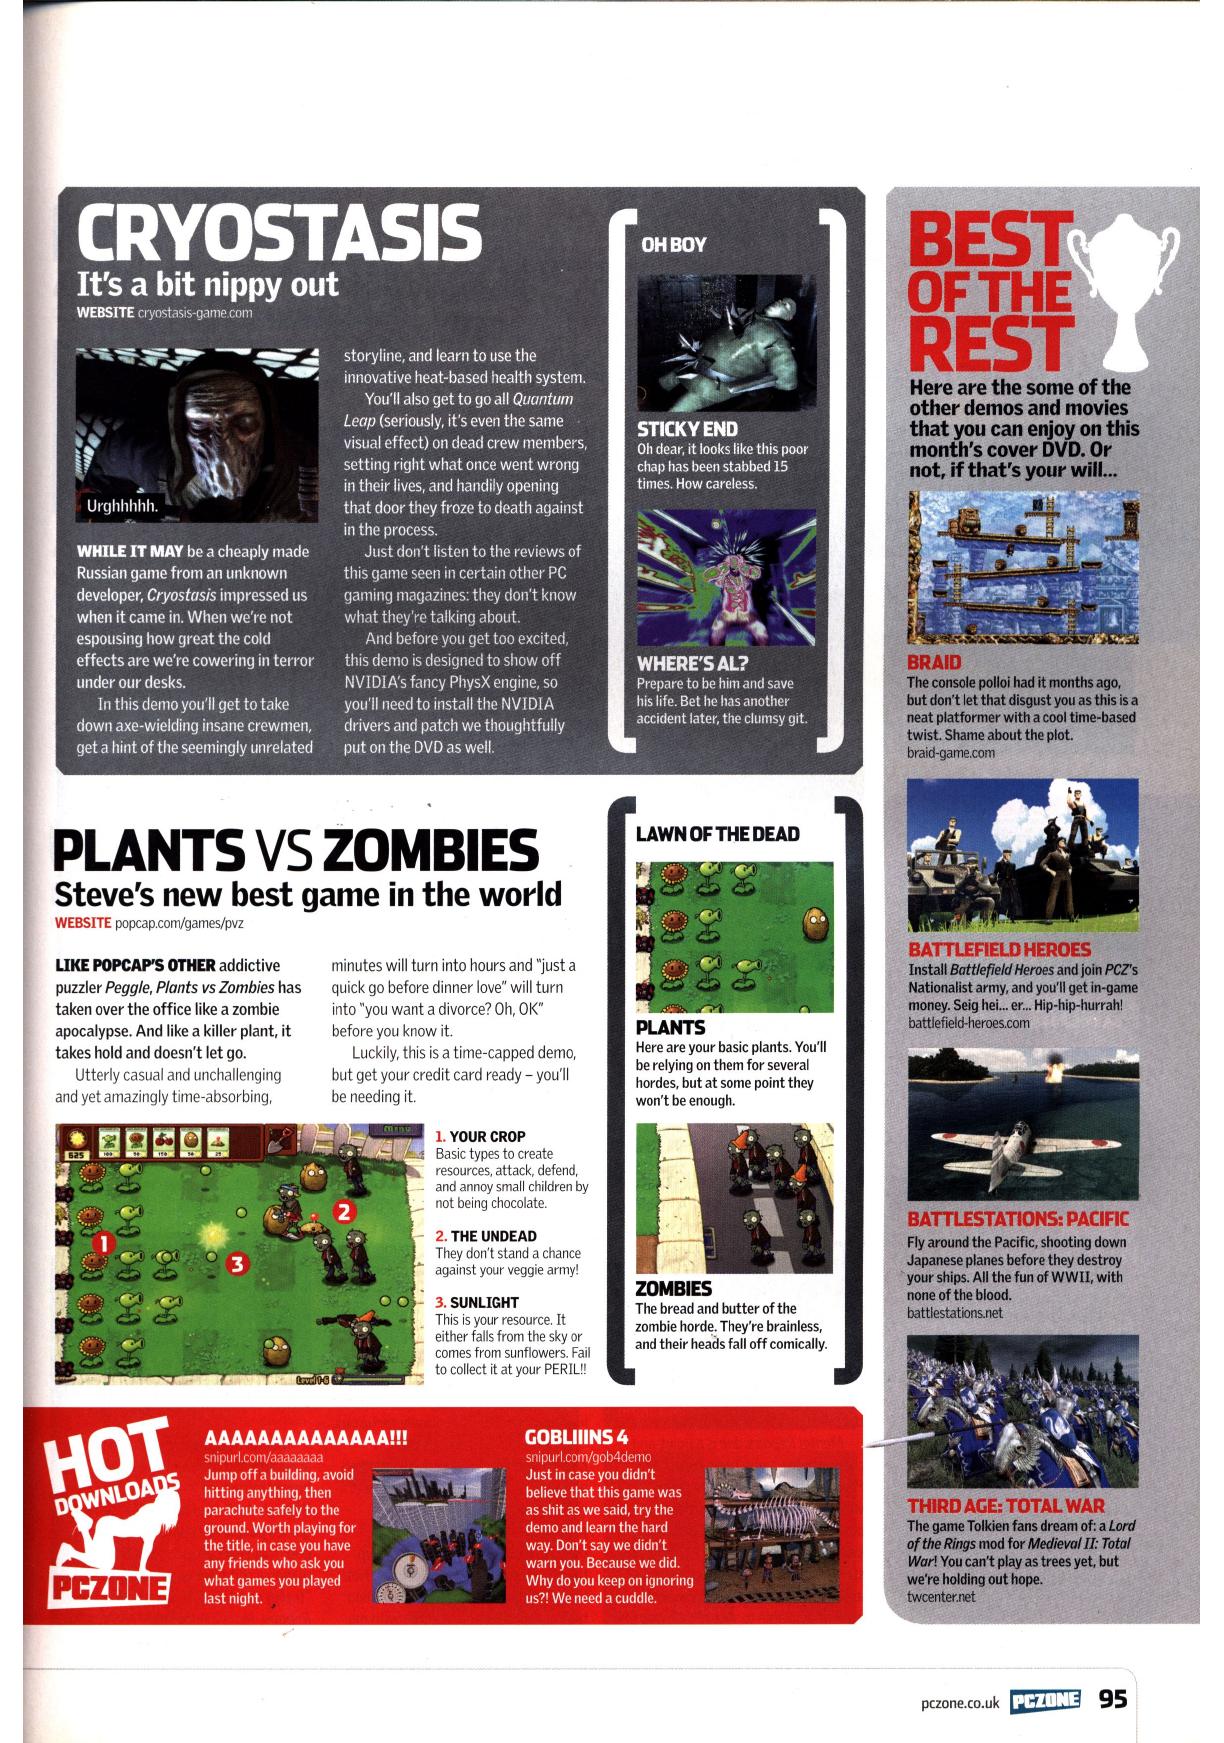 CRYOSTASIS
It's a bit nippy out
WEBSITE cryostasis-game.com
Urghhhhh.
WHILE IT MAY be a cheaply made
Russian game from an unknown
developer, Cryostasis impressed us
when it came in. When we're not
espousing how great the cold
effects are we're cowering in terror
under our desks.
In this demo you'll get to take
down axe-wielding insane crewmen,
get a hint of the seemingly unrelated
storyline, and learn to use the
innovative heat-based health system.
You'll also get to go all Quantum
Leap (seriously, it's even the same
visual effect) on dead crew members,
setting right what once went wrong
in their lives, and handily opening
that door they froze to death against
in the process.
Just don't listen to the reviews of
this game seen in certain other PC
gaming magazines: they don't know
what they're talking about.
And before you get too excited,
this demo is designed to show off
NVIDIA's fancy PhysX engine, so
you'll need to install the NVIDIA
drivers and patch we thoughtfully
put on the DVD as well.
OH BOY
STICKY END
Oh dear, it looks like this poor
chap has been stabbed 15
times. How careless.
WHERE'S AL?
Prepare to be him and save
his life. Bet he has another
accident later, the clumsy git.
PLANTS VS ZOMBIES
Steve's new best game in the world
WEBSITE popcap.com/games/pvz
LIKE POPCAP'S OTHER addictive
puzzler Peggle, Plants vs Zombies has
taken over the office like a zombie
apocalypse. And like a killer plant, it
takes hold and doesn't let go.
Utterly casual and unchallenging
and yet amazingly time-absorbing,
minutes will turn into hours and "just a
quick go before dinner love" will turn
into "you want a divorce? Oh, OK"
before you know it.
Luckily, this is a time-capped demo,
but get your credit card ready – you'll
be needing it.
Menu
625
100 50 150 50 25
1
2
3
Level 1-6
1. YOUR CROP
Basic types to create
resources, attack, defend,
and annoy small children by
not being chocolate.
2. THE UNDEAD
They don't stand a chance
against your veggie army!
3. SUNLIGHT
This is your resource. It
either falls from the sky or
comes from sunflowers. Fail
to collect it at your PERIL!!
LAWN OF THE DEAD
PLANTS
Here are your basic plants. You'll
be relying on them for several
hordes, but at some point they
won't be enough.
ZOMBIES
The bread and butter of the
zombie horde. They're brainless,
and their heads fall off comically.
HOT
DOWNLOADS
PCZONE
AAAAAAAAAAAAAA!!!
snipurl.com/aaaaaaaa
Jump off a building, avoid
hitting anything, then
parachute safely to the
ground. Worth playing for
the title, in case you have
any friends who ask you
what games you played
last night.
GOBLIIINS 4
snipurl.com/gob4demo
Just in case you didn't
believe that this game was
as shit as we said, try the
demo and learn the hard
way. Don't say we didn't
warn you. Because we did.
Why do you keep on ignoring
us?! We need a cuddle.
BEST
OF THE
REST
Here are the some of the
other demos and movies
that you can enjoy on this
month's cover DVD. Or
not, if that's your will...
BRAID
The console polloi had it months ago,
but don't let that disgust you as this is a
neat platformer with a cool time-based
twist. Shame about the plot.
braid-game.com
BATTLEFIELD HEROES
Install Battlefield Heroes and join PCZ's
Nationalist army, and you'll get in-game
money. Seig hei... er... Hip-hip-hurrah!
battlefield-heroes.com
BATTLESTATIONS: PACIFIC
Fly around the Pacific, shooting down
Japanese planes before they destroy
your ships. All the fun of WWII, with
none of the blood.
battlestations.net
THIRD AGE: TOTAL WAR
The game Tolkien fans dream of: a Lord
of the Rings mod for Medieval II: Total
War! You can't play as trees yet, but
we're holding out hope.
twcenter.net
pczone.co.uk PCZONE 95